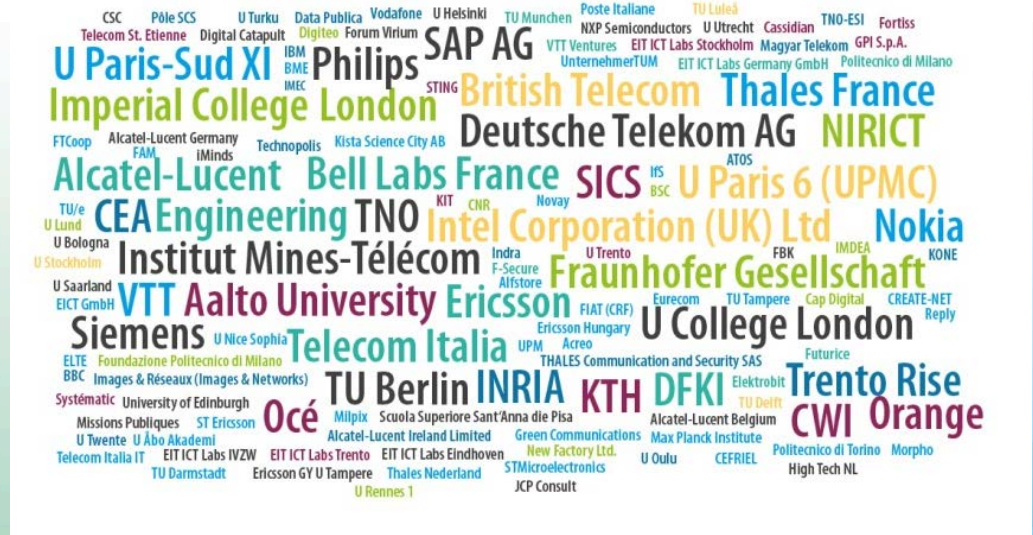 CSC Pôle SCS U Turku Data Publica Vodafone U Helsinki TU Munchen Poste Italiane TU Luleå
Telecom St. Etienne Digital Catapult Digiteo Forum Virium SAP AG NXP Semiconductors U Utrecht Cassidian TNO-ESI Fortiss
VTT Ventures EIT ICT Labs Stockholm Magyar Telekom GPI S.p.A.
U Paris-Sud XI IBM BME IMEC Philips UnternehmerTUM EIT ICT Labs Germany GmbH Politecnico di Milano
Imperial College London STING British Telecom Thales France
FTCoop Alcatel-Lucent Germany Technopolis Kista Science City AB Deutsche Telekom AG NIRICT
FAM iMinds ATOS
Alcatel-Lucent Bell Labs France SICS IfS BSC U Paris 6 (UPMC)
TU/e U Lund CEA Engineering TNO KIT CNR Novay Intel Corporation (UK) Ltd Nokia
U Bologna Institut Mines-Télécom Indra U Trento FBK IMDEA KONE
U Stockholm F-Secure Alfstore Fraunhofer Gesellschaft
U Saarland EICT GmbH VTT Aalto University Ericsson FIAT (CRF) Eurecom TU Tampere Cap Digital CREATE-NET Reply
Siemens U Nice Sophia Telecom Italia Ericsson Hungary UPM Acreo U College London
ELTE Foundazione Politecnico di Milano THALES Communication and Security SAS Futurice
BBC Images & Réseaux (Images & Networks) TU Berlin INRIA KTH DFKI Elektrobit Trento Rise
Systématic University of Edinburgh TU Delft
Missions Publiques ST Ericsson Océ Milpix Scuola Superiore Sant'Anna die Pisa Alcatel-Lucent Belgium CWI Orange
U Twente U Åbo Akademi Alcatel-Lucent Ireland Limited Green Communications Max Planck Institute
Telecom Italia IT EIT ICT Labs IVZW EIT ICT Labs Trento EIT ICT Labs Eindhoven New Factory Ltd. U Oulu CEFRIEL Politecnico di Torino Morpho
TU Darmstadt Ericsson GY U Tampere Thales Nederland STMicroelectronics High Tech NL
U Rennes 1 JCP Consult